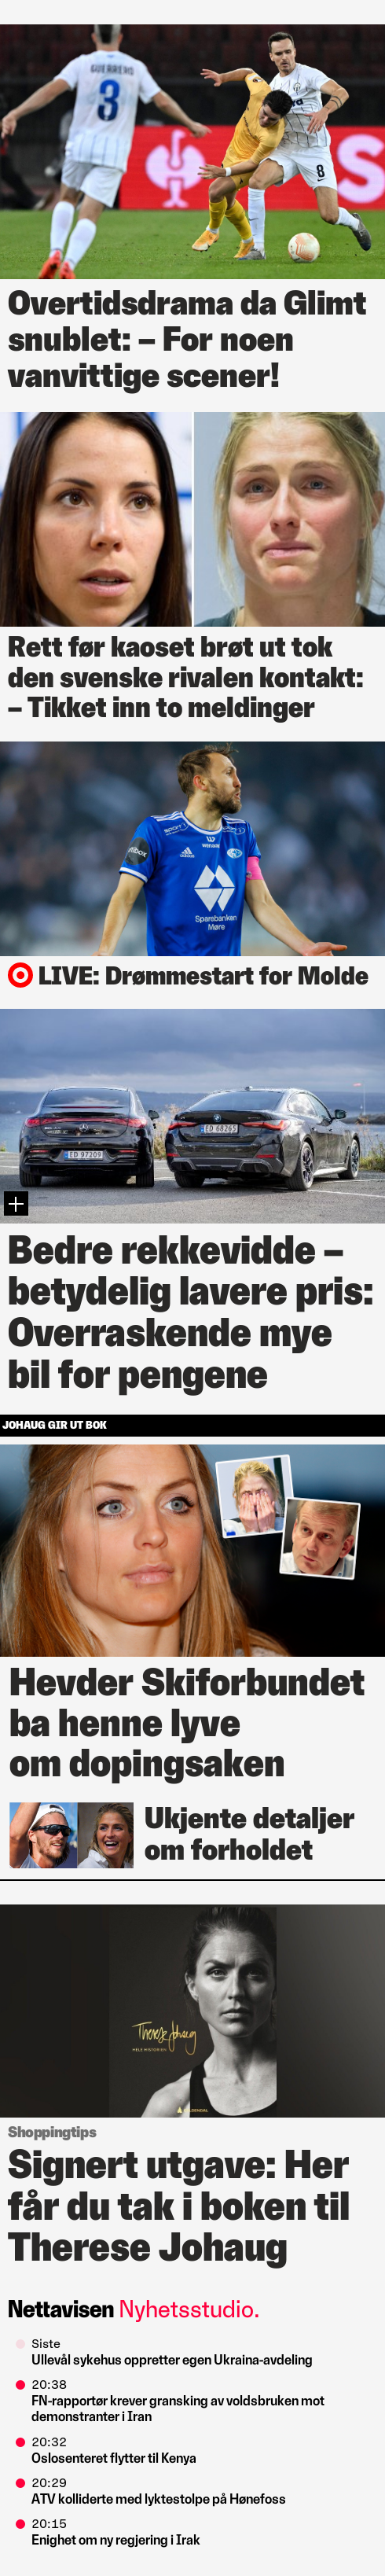 GUERRERO
3
8
S
Overtidsdrama da Glimt
snublet: – For noen
vanvittige scener!
Rett før kaoset brøt ut tok
den svenske rivalen kontakt:
– Tikket inn to meldinger
sport
Sparebanken
Møre
LIVE: Drømmestart for Molde
ED 97209
ED 68265
Bedre rekkevidde –
betydelig lavere pris:
Overraskende mye
bil for pengene
JOHAUG GIR UT BOK
Hevder Skiforbundet
ba henne lyve
om dopingsaken
Ukjente detaljer
om forholdet
Therese Johaug
HELE HISTORIEN
GYLDENDAL
Shoppingtips
Signert utgave: Her
får du tak i boken til
Therese Johaug
Nettavisen Nyhetsstudio.
Siste
Ullevål sykehus oppretter egen Ukraina-avdeling
20:38
FN-rapportør krever gransking av voldsbruken mot
demonstranter i Iran
20:32
Oslosenteret flytter til Kenya
20:29
ATV kolliderte med lyktestolpe på Hønefoss
20:15
Enighet om ny regjering i Irak